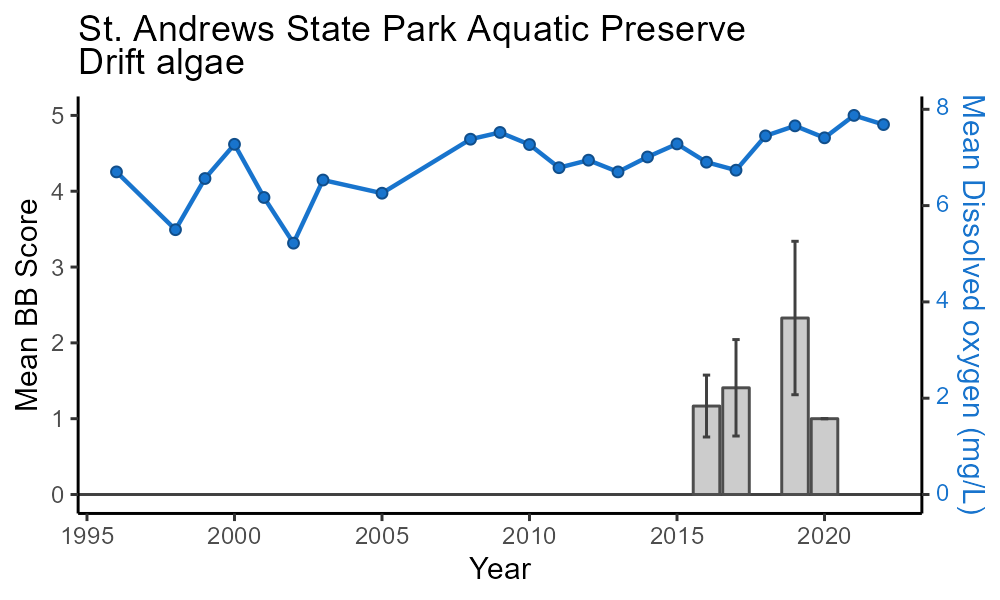 St. Andrews State Park Aquatic Preserve
Drift algae
Mean BB Score
5
4
3
2
1
0
8
6
4
2
0
Mean Dissolved oxygen (mg/L)
1995 2000 2005 2010 2015 2020
Year